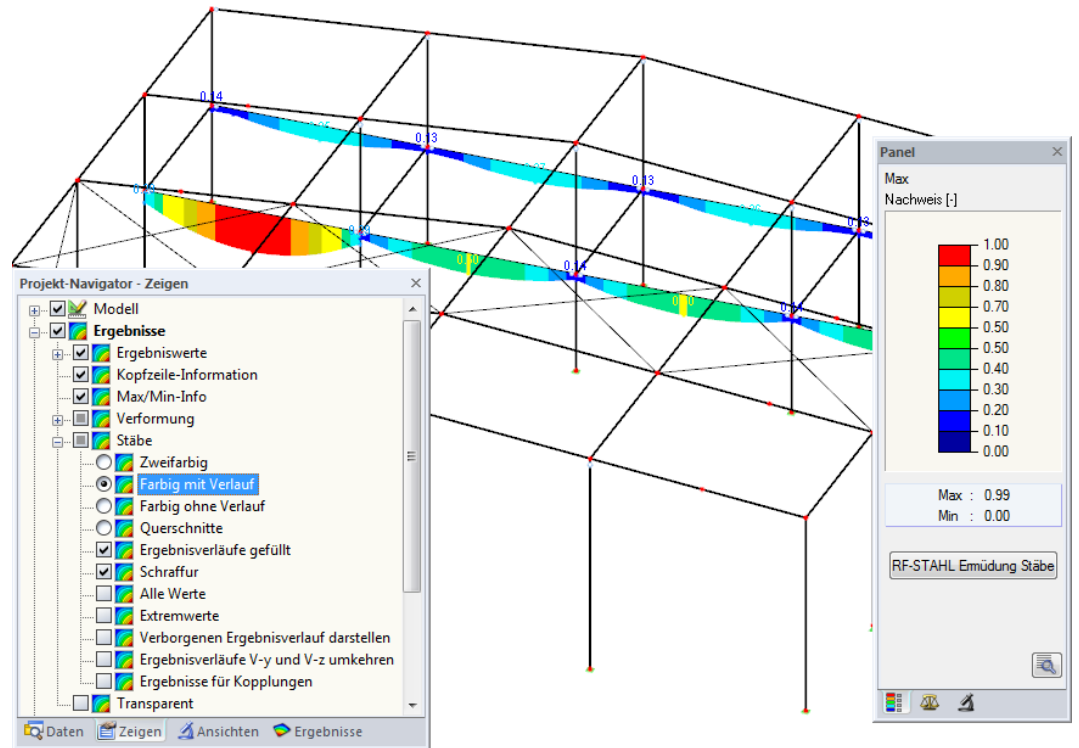 0.14
0.13
0.13
0.13
0.14
0.14
Projekt-Navigator - Zeigen
Modell
Ergebnisse
Ergebniswerte
Kopfzeile-Information
Max/Min-Info
Verformung
Stäbe
Zweifarbig
Farbig mit Verlauf
Farbig ohne Verlauf
Querschnitte
Ergebnisverläufe gefüllt
Schraffur
Alle Werte
Extremwerte
Verborgenen Ergebnisverlauf darstellen
Ergebnisverläufe V-y und V-z umkehren
Ergebnisse für Kopplungen
Transparent
Daten Zeigen Ansichten Ergebnisse
Panel
Max
Nachweis [-]
1.00
0.90
0.80
0.70
0.50
0.50
0.40
0.30
0.20
0.10
0.00
Max : 0.99
Min : 0.00
RF-STAHL Ermüdung Stäbe